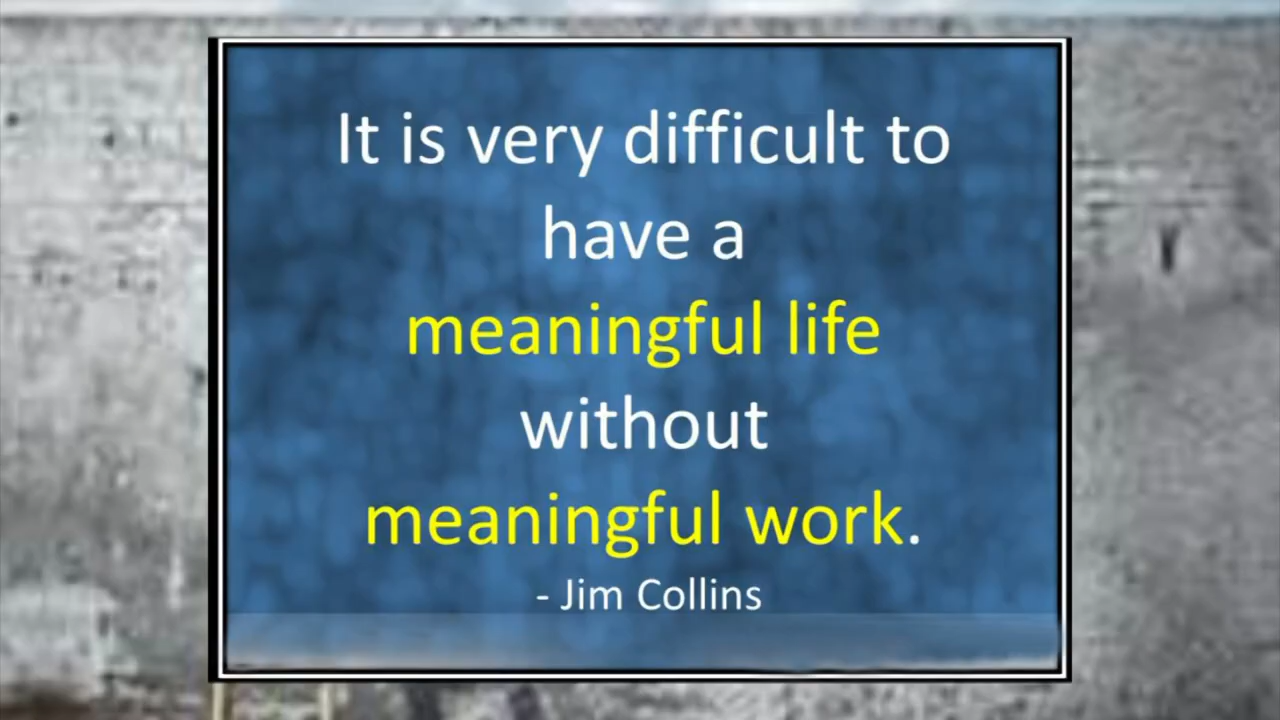 It is very difficult to
have a
meaningful life
without
meaningful work.
- Jim Collins